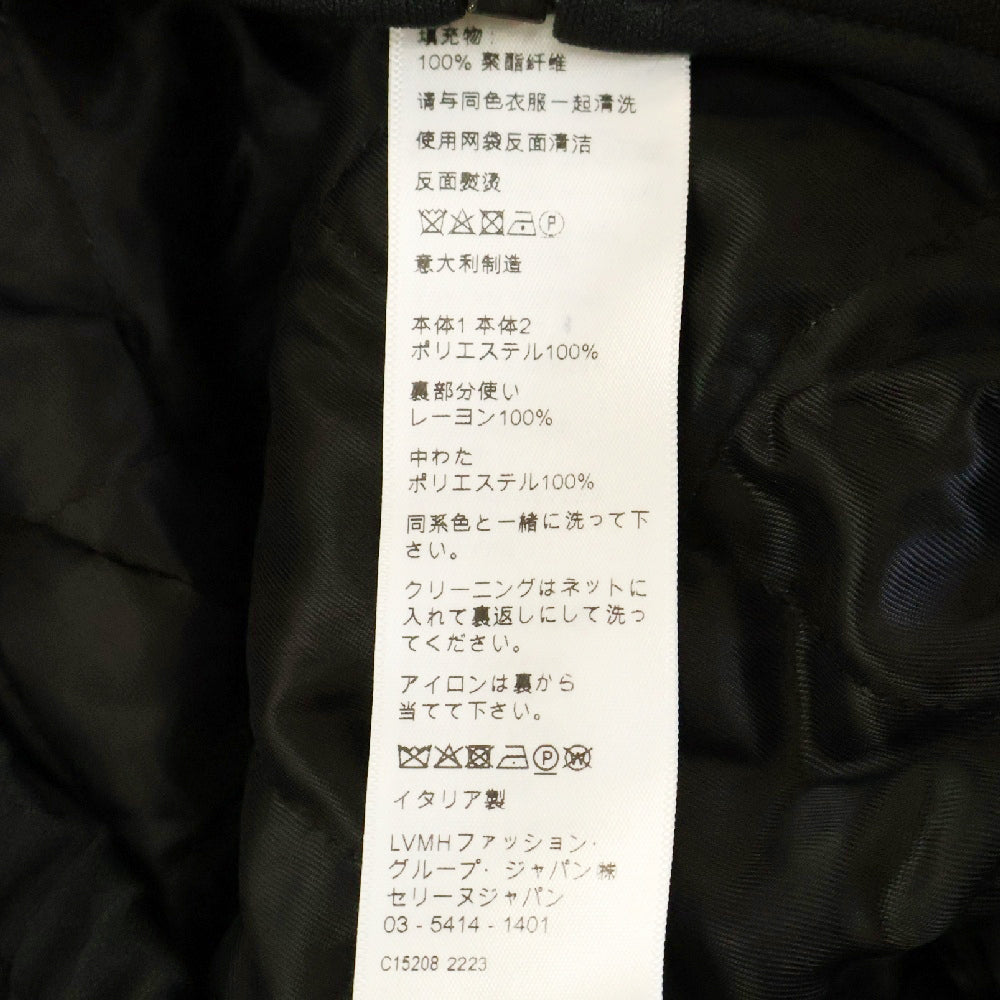 填充物:
100% 聚酯纤维
请与同色衣服一起清洗
使用网袋反面清洁
反面熨烫
P
意大利制造
本体1 本体2
ポリエステル100%
裏部分使い
レーヨン100%
中わた
ポリエステル100%
同系色と一緒に洗って下
さい。
クリーニングはネットに
入れて裏返しにして洗っ
てください。
アイロンは裏から
当てて下さい。
P W
イタリア製
LVMHファッション·
グループ· ジャパン㈱
セリーヌジャパン
03 - 5414 - 1401
C15208 2223